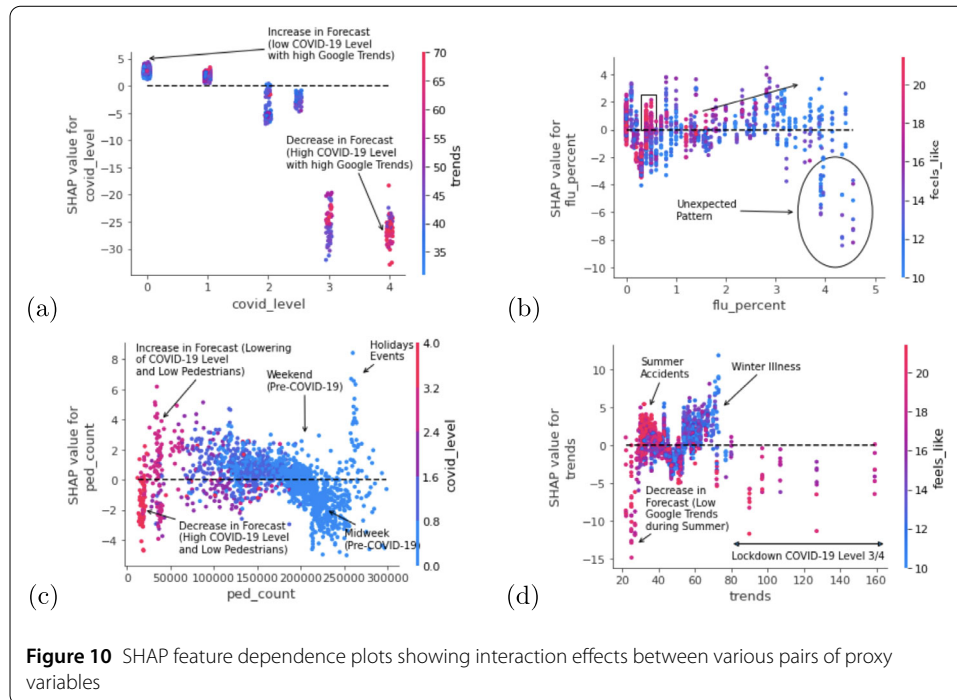 Increase in Forecast
(low COVID-19 Level
with high Google Trends)
Decrease in Forecast
(High COVID-19 Level
with high Google Trends)
SHAP value for
covid_level
5
0
−5
−10
−15
−20
−25
−30
0 1 2 3 4
covid_level
70
65
60
55
50
45
40
35
trends
(a)
SHAP value for
flu_percent
4
2
0
−2
−4
−6
−8
−10
Unexpected
Pattern
0 1 2 3 4 5
flu_percent
20
18
16
14
12
10
feels_like
(b)
Increase in Forecast (Lowering
of COVID-19 Level
and Low Pedestrians)
Weekend
(Pre-COVID-19)
Holidays
Events
Decrease in Forecast
(High COVID-19 Level
and Low Pedestrians)
Midweek
(Pre-COVID-19)
SHAP value for
ped_count
8
6
4
2
0
−2
−4
0 50000 100000 150000 200000 250000 300000
ped_count
4.0
3.2
2.4
1.6
0.8
0.0
covid_level
(c)
Summer
Accidents
Winter Illness
Decrease in
Forecast (Low
Google Trends
during Summer)
Lockdown COVID-19 Level 3/4
SHAP value for
trends
10
5
0
−5
−10
−15
20 40 60 80 100 120 140 160
trends
20
18
16
14
12
10
feels_like
(d)
Figure 10 SHAP feature dependence plots showing interaction effects between various pairs of proxy
variables